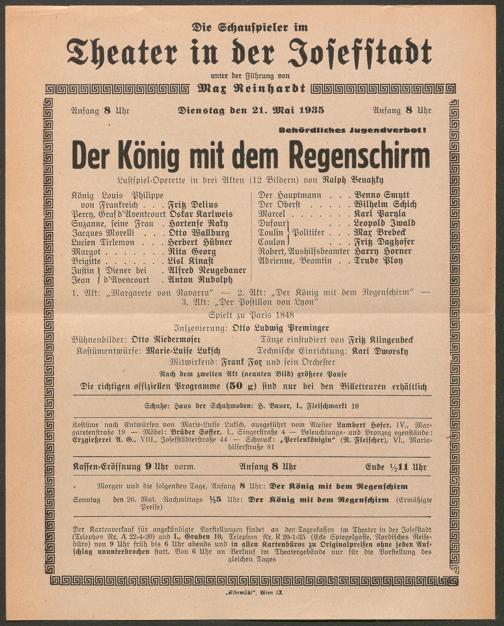 Die Schauspieler im
Theater in der Josefstadt
unter der Führung von
Max Reinhardt
Anfang 8 Uhr Dienstag den 21. Mai 1935 Anfang 8 Uhr
Behördliches Jugendverbot!
Der König mit dem Regenschirm
Lustspiel-Operette in drei Akten (12 Bildern) von Ralph Benatzky
König Louis Philippe
von Frankreich . . . . Fritz Delius
Percy, Graf d'Aventcourt Oskar Karlweis
Suzanne, seine Frau . Hortense Raky
Jacques Morelli . . . Otto Wallburg
Lucien Tirlemon . . . Herbert Hübner
Margot . . . . . . . Rita Georg
Brigitte . . . . . . . Lisl Kinast
Justin } Diener bei . Alfred Neugebauer
Jean } d'Avencourt . Anton Rudolph
Der Hauptmann . . . Benno Smytt
Der Oberst . . . . . Wilhelm Schich
Marcel . . . . . . . Karl Paryla
Dufour } Leopold Zwald
Toulin } Politiker . . Max Brebeck
Coulon } Fritz Daghofer
Robert, Aushilfsbeamter Harry Horner
Adrienne, Beamtin . . Trude Ploy
1. Akt: „Margarete von Navarra" — 2. Akt: „Der König mit dem Regenschirm" —
3. Akt: „Der Postillon von Lyon"
Spielt zu Paris 1848
Inszenierung: Otto Ludwig Preminger
Bühnenbilder: Otto Niedermoser Tänze einstudiert von Fritz Klingenbeck
Kostümentwürfe: Marie-Luise Luksch Technische Einrichtung: Karl Dworsky
Mitwirkend: Frank Fox und sein Orchester
Nach dem zweiten Akt (neunten Bild) größere Pause
Die richtigen offiziellen Programme (50 g) sind nur bei den Billetteuren erhältlich
Schuhe: Haus der Schuhmoden: H. Bauer, I., Fleischmarkt 10
Kostüme nach Entwürfen von Marie-Luise Luksch, ausgeführt vom Atelier Lambert Hofer, IV., Mar-
garetenstraße 19 — Möbel: Brüder Soffer, I., Singerstraße 4 — Beleuchtungs- und Bronzegegenstände:
Erzgießerei A. G., VIII., Josefstädterstraße 44 — Schmuck: „Perlenkönigin" (R. Fleischer), VI., Maria-
hilferstraße 81
Kassen-Eröffnung 9 Uhr vorm. Anfang 8 Uhr Ende ½11 Uhr
Morgen und die folgenden Tage. Anfang 8 Uhr: Der König mit dem Regenschirm
Sonntag den 26. Mai. Nachmittags ½5 Uhr: Der König mit dem Regenschirm (Ermäßigte
Preise)
Der Kartenverkauf für angekündigte Vorstellungen findet an den Tageskassen im Theater in der Josefstadt
(Telephon Nr. A 22-4-20) und I., Graben 10, Telephon Nr. R 29-1-35 (Ecke Spiegelgasse, Nordisches Reise-
büro) von 9 Uhr früh bis 6 Uhr abends und in allen Kartenbüros zu Originalpreisen ohne jeden Auf-
schlag ununterbrochen statt. Von 6 Uhr an Verkauf im Theatergebäude nur für die Vorstellung des
gleichen Tages
„Elbemühl", Wien IX.